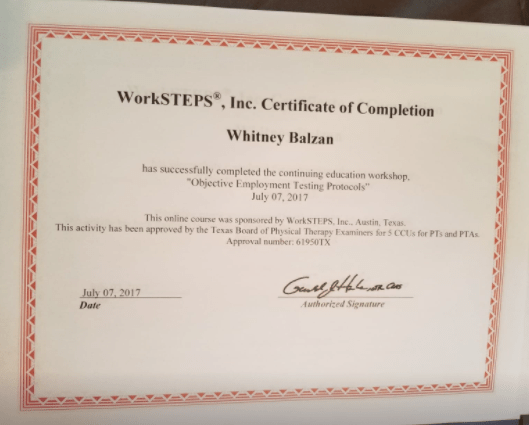 WorkSTEPS®, Inc. Certificate of Completion
Whitney Balzan
has successfully completed the continuing education workshop,
"Objective Employment Testing Protocols"
July 07, 2017
This online course was sponsored by WorkSTEPS, Inc., Austin, Texas.
This activity has been approved by the Texas Board of Physical Therapy Examiners for 5 CCUs for PTs and PTAs.
Approval number: 61950TX
July 07, 2017
Date
Authorized Signature